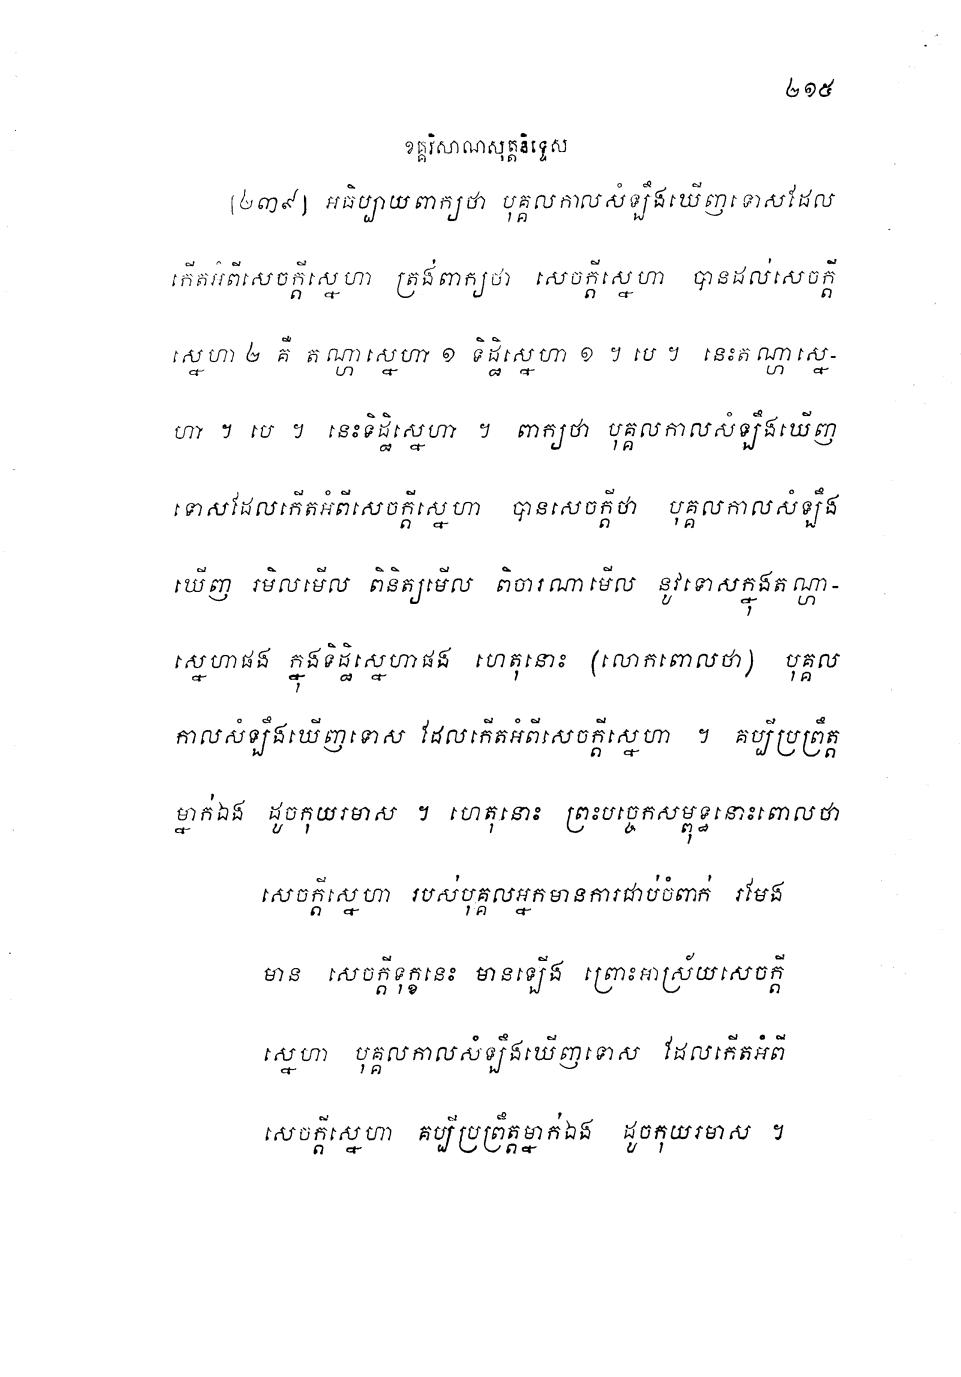 ២១៥
ខគ្គវិសាណសុត្តនិទ្ទេស
(២៣៩) អធិប្បាយពាក្យថា បុគ្គលកាលសំឡឹងឃើញទោសដែល
កើតអំពីសេចក្ដីស្នេហា ត្រង់ពាក្យថា សេចក្ដីស្នេហា បានដល់សេចក្ដី
ស្នេហា ២ គឺ តណ្ហាស្នេហា ១ ទិដ្ឋិស្នេហា ១ ។ បេ ។ នេះតណ្ហាស្នេ-
ហា ។ បេ ។ នេះទិដ្ឋិស្នេហា ។ ពាក្យថា បុគ្គលកាលសំឡឹងឃើញ
ទោសដែលកើតអំពីសេចក្ដីស្នេហា បានសេចក្ដីថា បុគ្គលកាលសំឡឹង
ឃើញ រមិលមើល ពិនិត្យមើល ពិចារណាមើល នូវទោសក្នុងតណ្ហា-
ស្នេហាផង ក្នុងទិដ្ឋិស្នេហាផង ហេតុនោះ (លោកពោលថា) បុគ្គល
កាលសំឡឹងឃើញទោស ដែលកើតអំពីសេចក្ដីស្នេហា ។ គប្បីប្រព្រឹត្ត
ម្នាក់ឯង ដូចកុយរមាស ។ ហេតុនោះ ព្រះបច្ចេកសម្ពុទ្ធនោះពោលថា
សេចក្ដីស្នេហា របស់បុគ្គលអ្នកមានការជាប់ចំពាក់ រមែង
មាន សេចក្ដីទុក្ខនេះ មានឡើង ព្រោះអាស្រ័យសេចក្ដី
ស្នេហា បុគ្គលកាលសំឡឹងឃើញទោស ដែលកើតអំពី
សេចក្ដីស្នេហា គប្បីប្រព្រឹត្តម្នាក់ឯង ដូចកុយរមាស ។